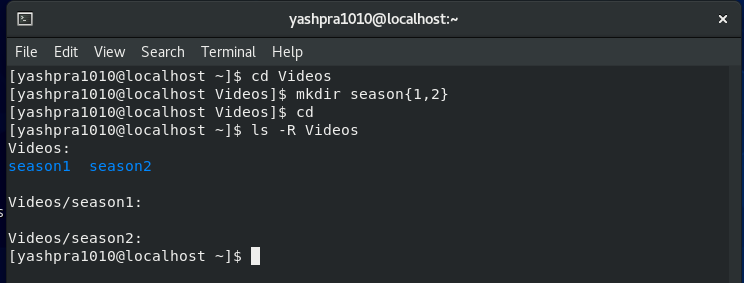 yashpra1010@localhost:~
File Edit View Search Terminal Help
[yashpra1010@localhost ~]$ cd Videos
[yashpra1010@localhost Videos]$ mkdir season{1,2}
[yashpra1010@localhost Videos]$ cd
[yashpra1010@localhost ~]$ ls -R Videos
Videos:
season1  season2
Videos/season1:
Videos/season2:
[yashpra1010@localhost ~]$